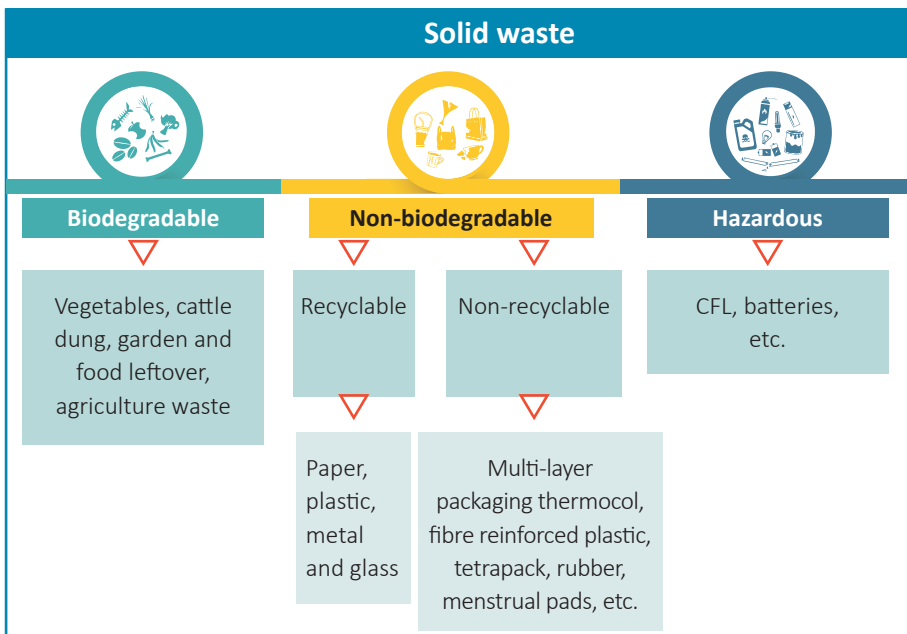 Solid waste
Biodegradable
Non-biodegradable
Hazardous
Vegetables, cattle
dung, garden and
food leftover,
agriculture waste
Recyclable
Non-recyclable
CFL, batteries,
etc.
Paper,
plastic,
metal
and glass
Multi-layer
packaging thermocol,
fibre reinforced plastic,
tetrapack, rubber,
menstrual pads, etc.